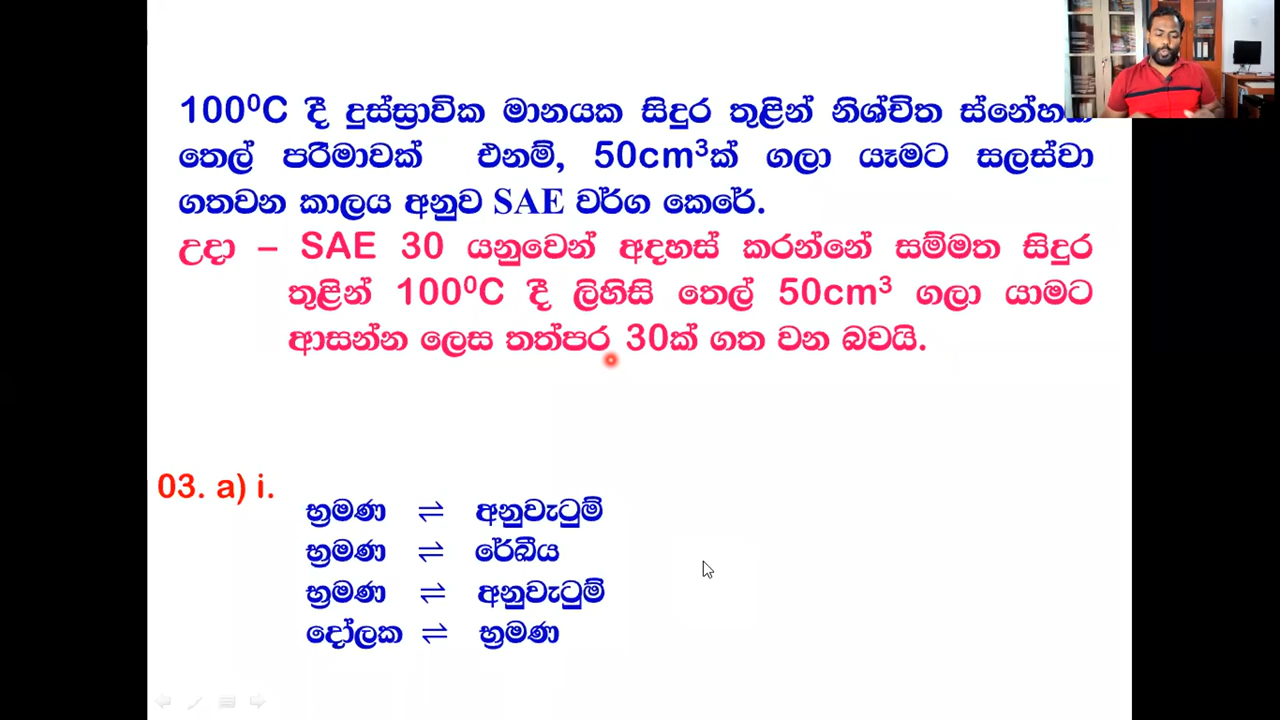 100⁰C දී දුස්ස්‍රාවික මානයක සිදුර තුළින් නිශ්චිත ස්නේහක
තෙල් පරිමාවක් එනම්, 50cm³ක් ගලා යෑමට සලස්වා
ගතවන කාලය අනුව SAE වර්ග කෙරේ.
උදා – SAE 30 යනුවෙන් අදහස් කරන්නේ සම්මත සිදුර
තුළින් 100⁰C දී ලිහිසි තෙල් 50cm³ ගලා යාමට
ආසන්න ලෙස තත්පර 30ක් ගත වන බවයි.
03. a) i.
භ්‍රමණ ⇌ අනුවැටුම්
භ්‍රමණ ⇌ රේඛීය
භ්‍රමණ ⇌ අනුවැටුම්
දෝලක ⇌ භ්‍රමණ